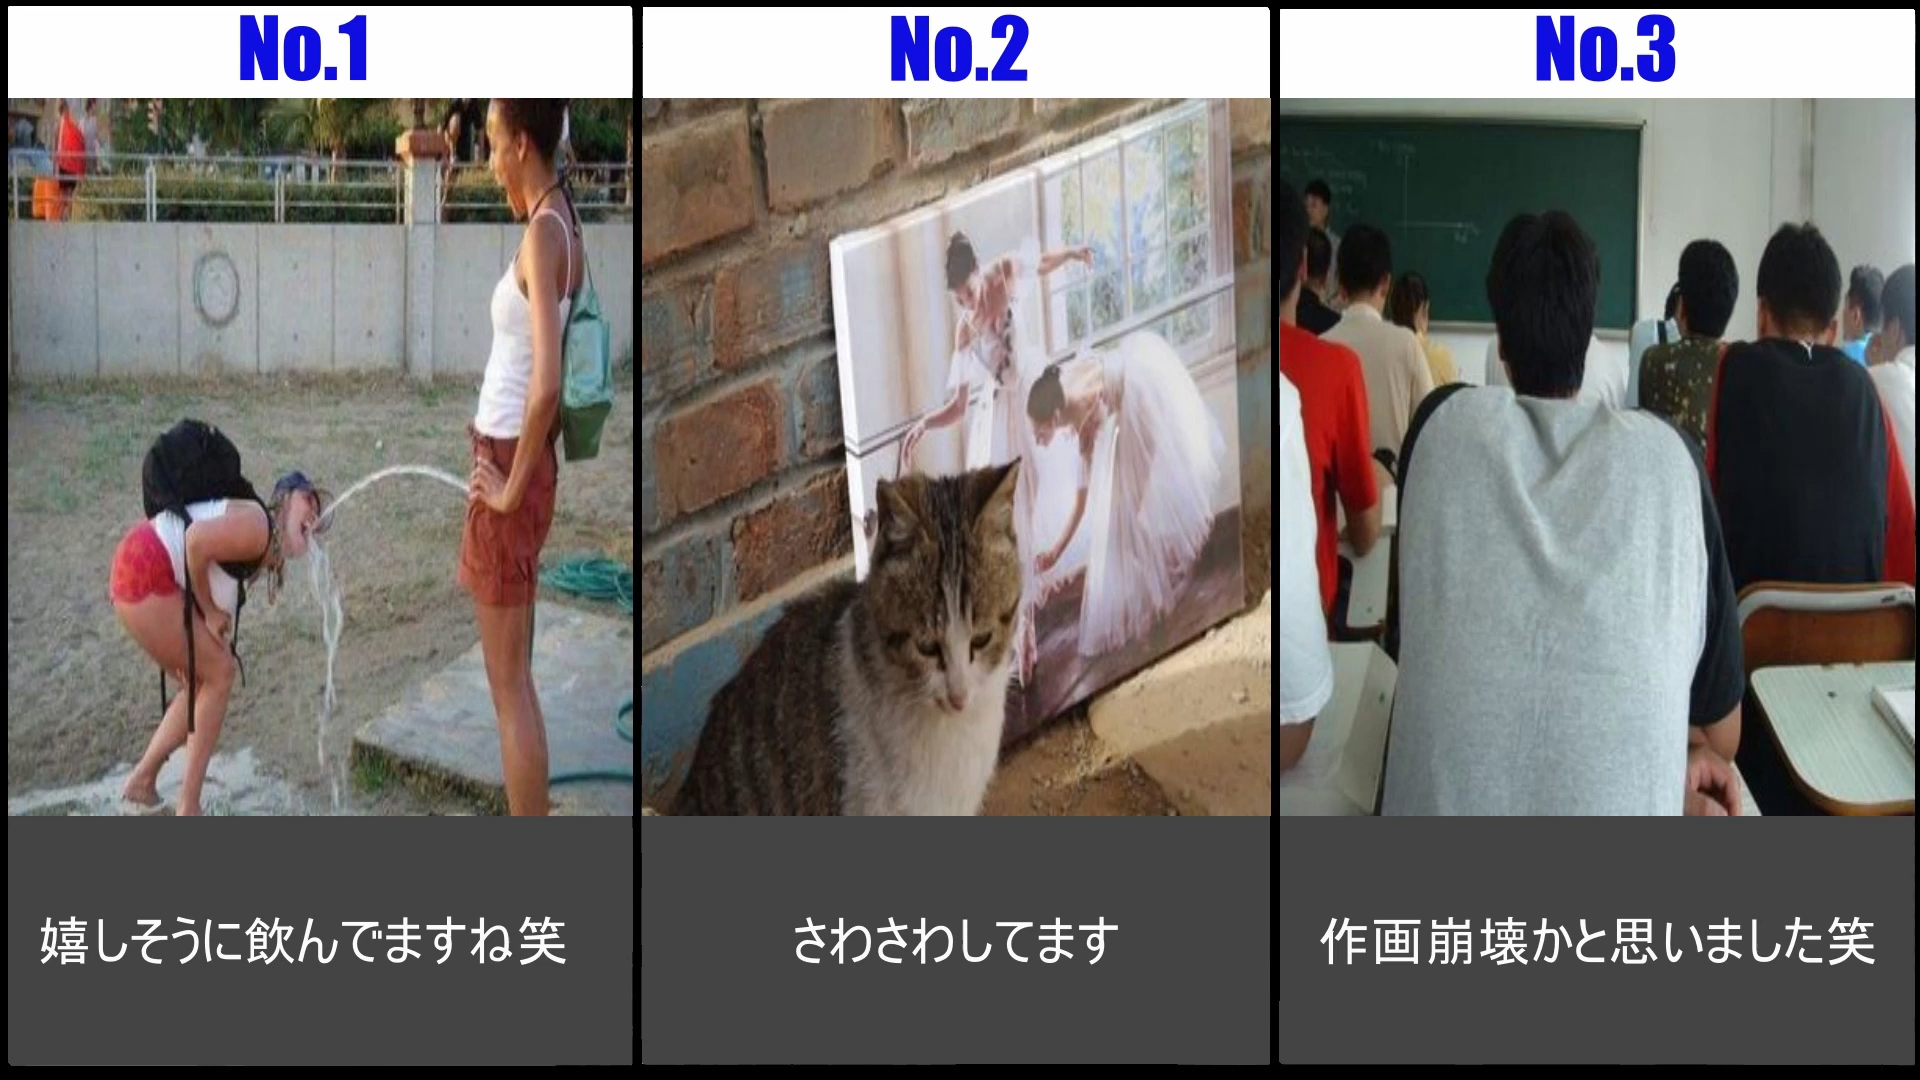 No.1
No.2
No.3
嬉しそうに飲んでますね笑
さわさわしてます
作画崩壊かと思いました笑